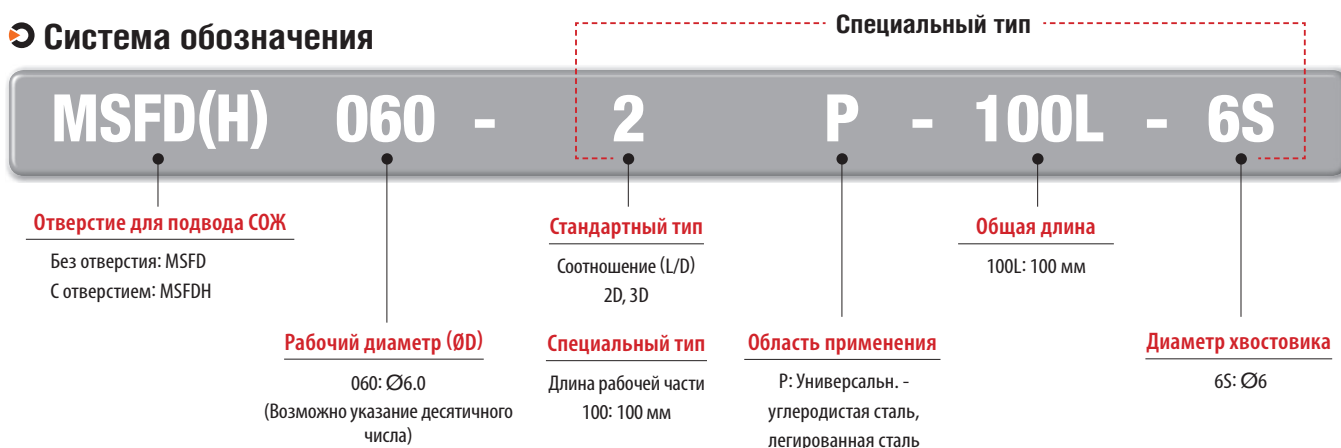 Система обозначения
Специальный тип
MSFD(H) 060 - 2 P - 100L - 6S
Отверстие для подвода СОЖ
Без отверстия: MSFD
С отверстием: MSFDH
Стандартный тип
Соотношение (L/D)
2D, 3D
Общая длина
100L: 100 мм
Рабочий диаметр (ØD)
060: Ø6.0
(Возможно указание десятичного
числа)
Специальный тип
Длина рабочей части
100: 100 мм
Область применения
P: Универсальн. -
углеродистая сталь,
легированная сталь
Диаметр хвостовика
6S: Ø6